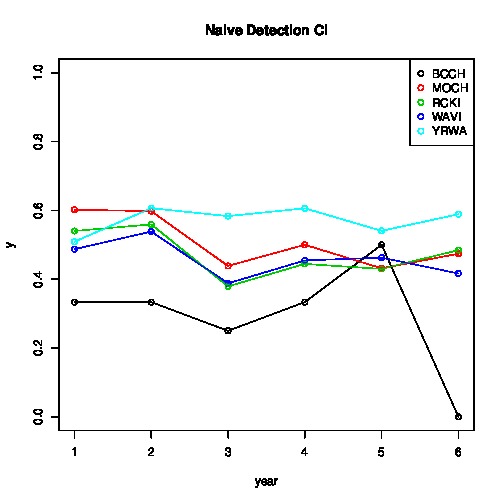 Naive Detection CI
BCCH
MOCH
RCKI
WAVI
YRWA
1.0
0.8
0.6
0.4
0.2
0.0
y
1 2 3 4 5 6
year